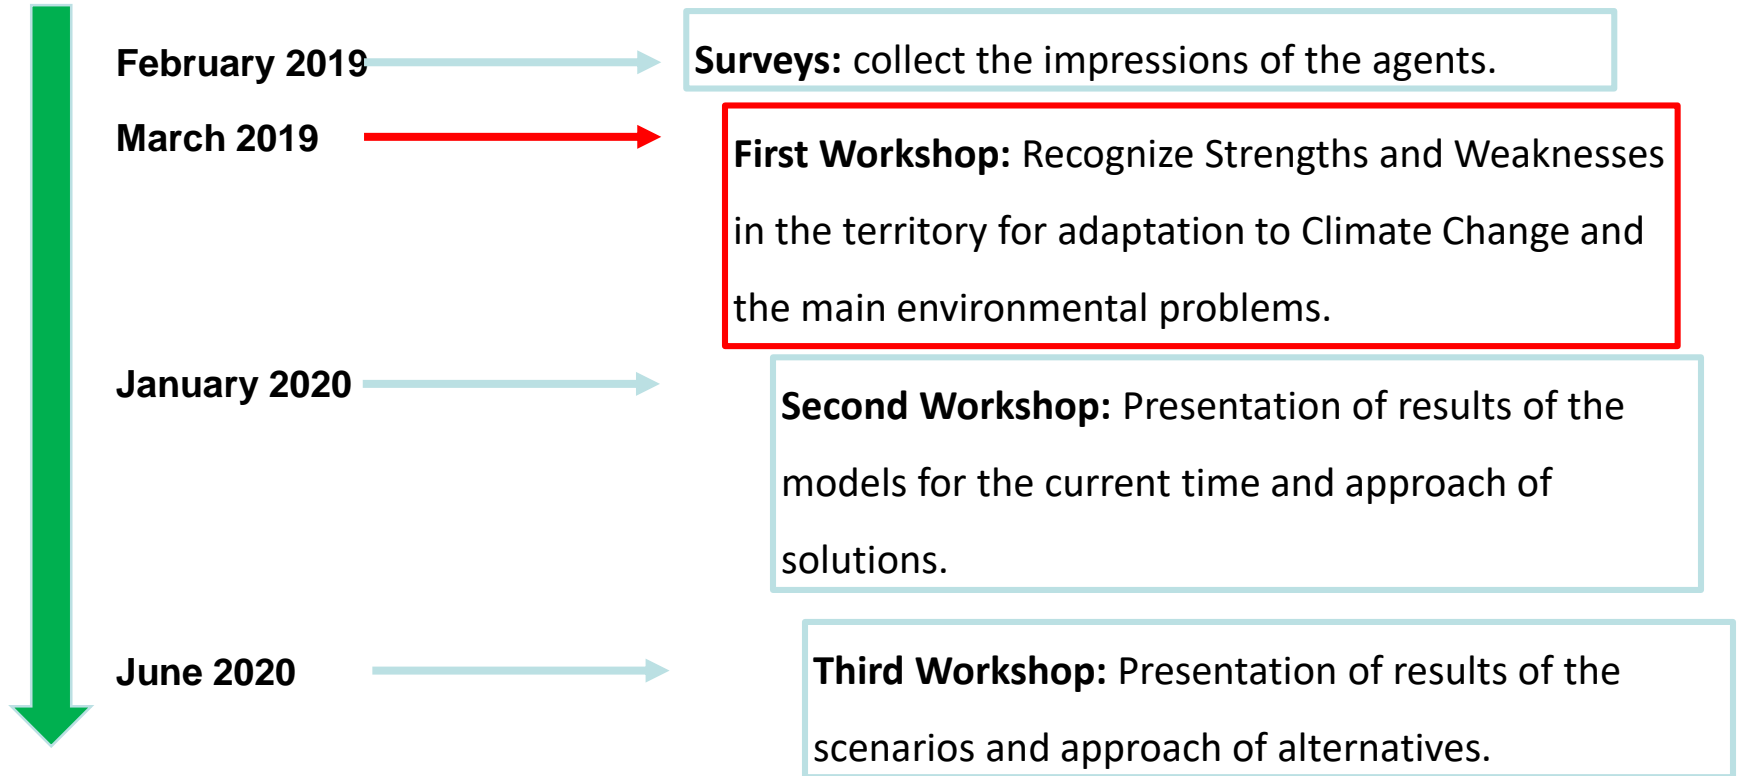 February 2019
Surveys: collect the impressions of the agents.
March 2019
First Workshop: Recognize Strengths and Weaknesses
in the territory for adaptation to Climate Change and
the main environmental problems.
January 2020
Second Workshop: Presentation of results of the
models for the current time and approach of
solutions.
June 2020
Third Workshop: Presentation of results of the
scenarios and approach of alternatives.